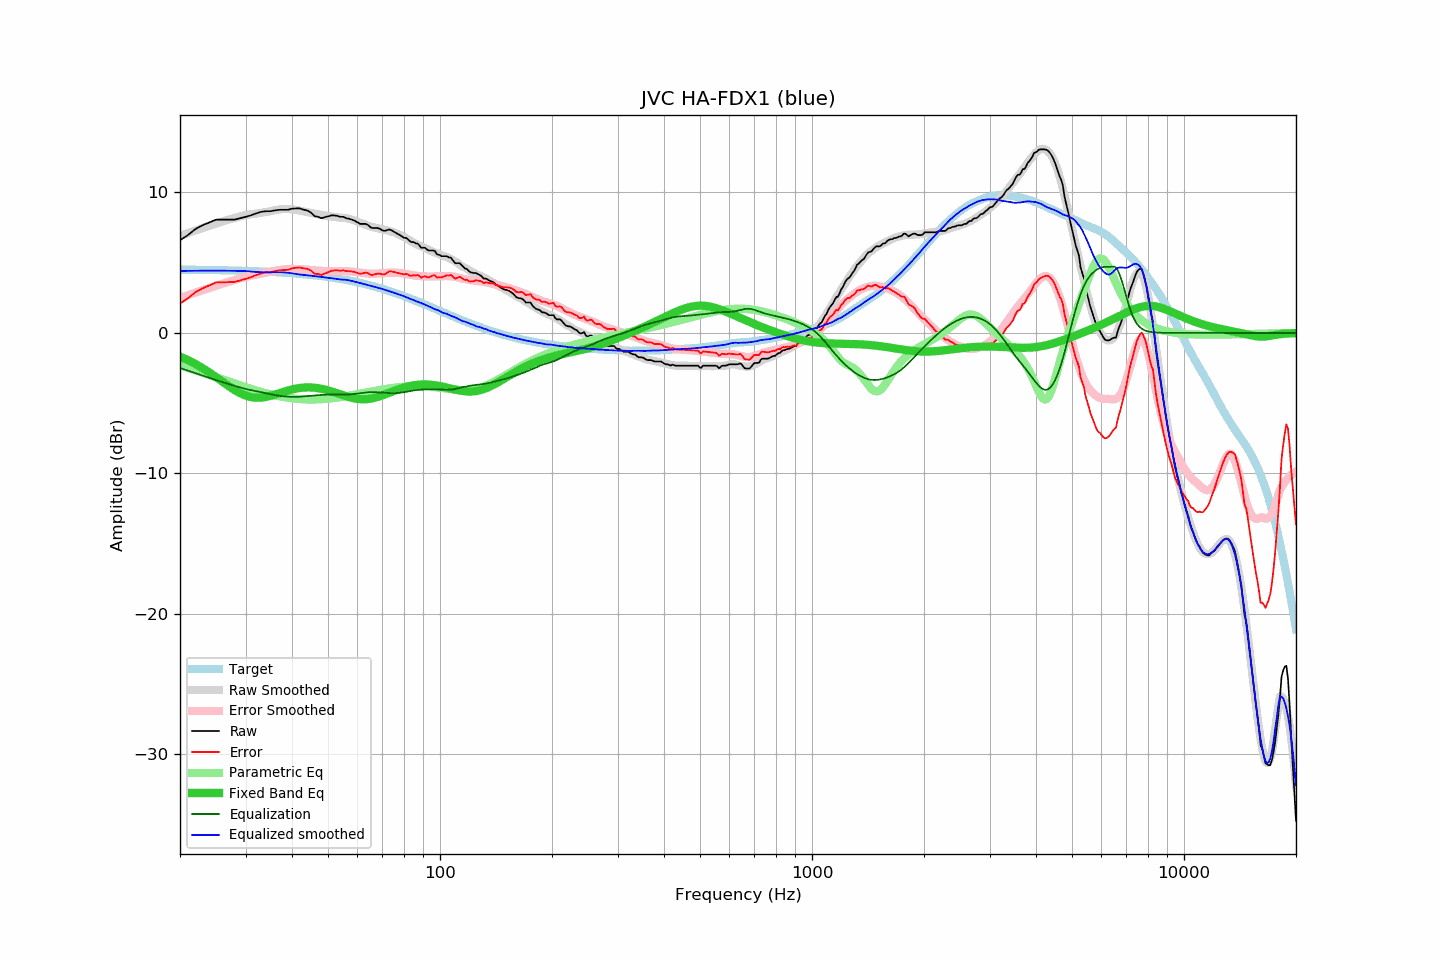 JVC HA-FDX1 (blue)
Amplitude (dBr)
10
0
−10
−20
−30
Target
Raw Smoothed
Error Smoothed
Raw
Error
Parametric Eq
Fixed Band Eq
Equalization
Equalized smoothed
100
1000
10000
Frequency (Hz)